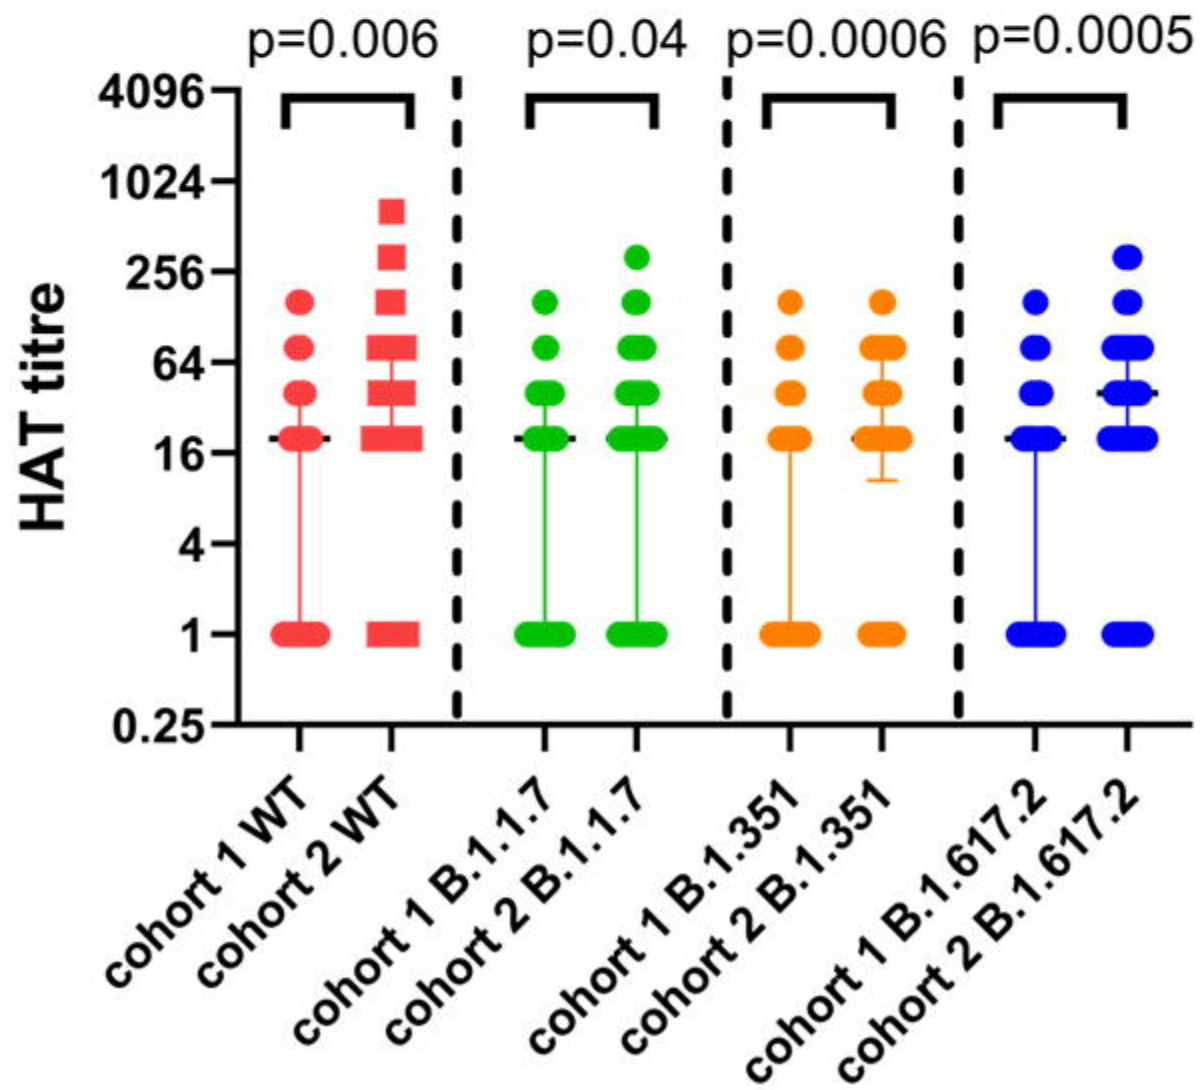 p=0.006 p=0.04 p=0.0006 p=0.0005
4096
1024
256
64
16
4
1
0.25
HAT titre
cohort 1 WT
cohort 2 WT
cohort 1 B.1.1.7
cohort 2 B.1.1.7
cohort 1 B.1.351
cohort 2 B.1.351
cohort 1 B.1.617.2
cohort 2 B.1.617.2